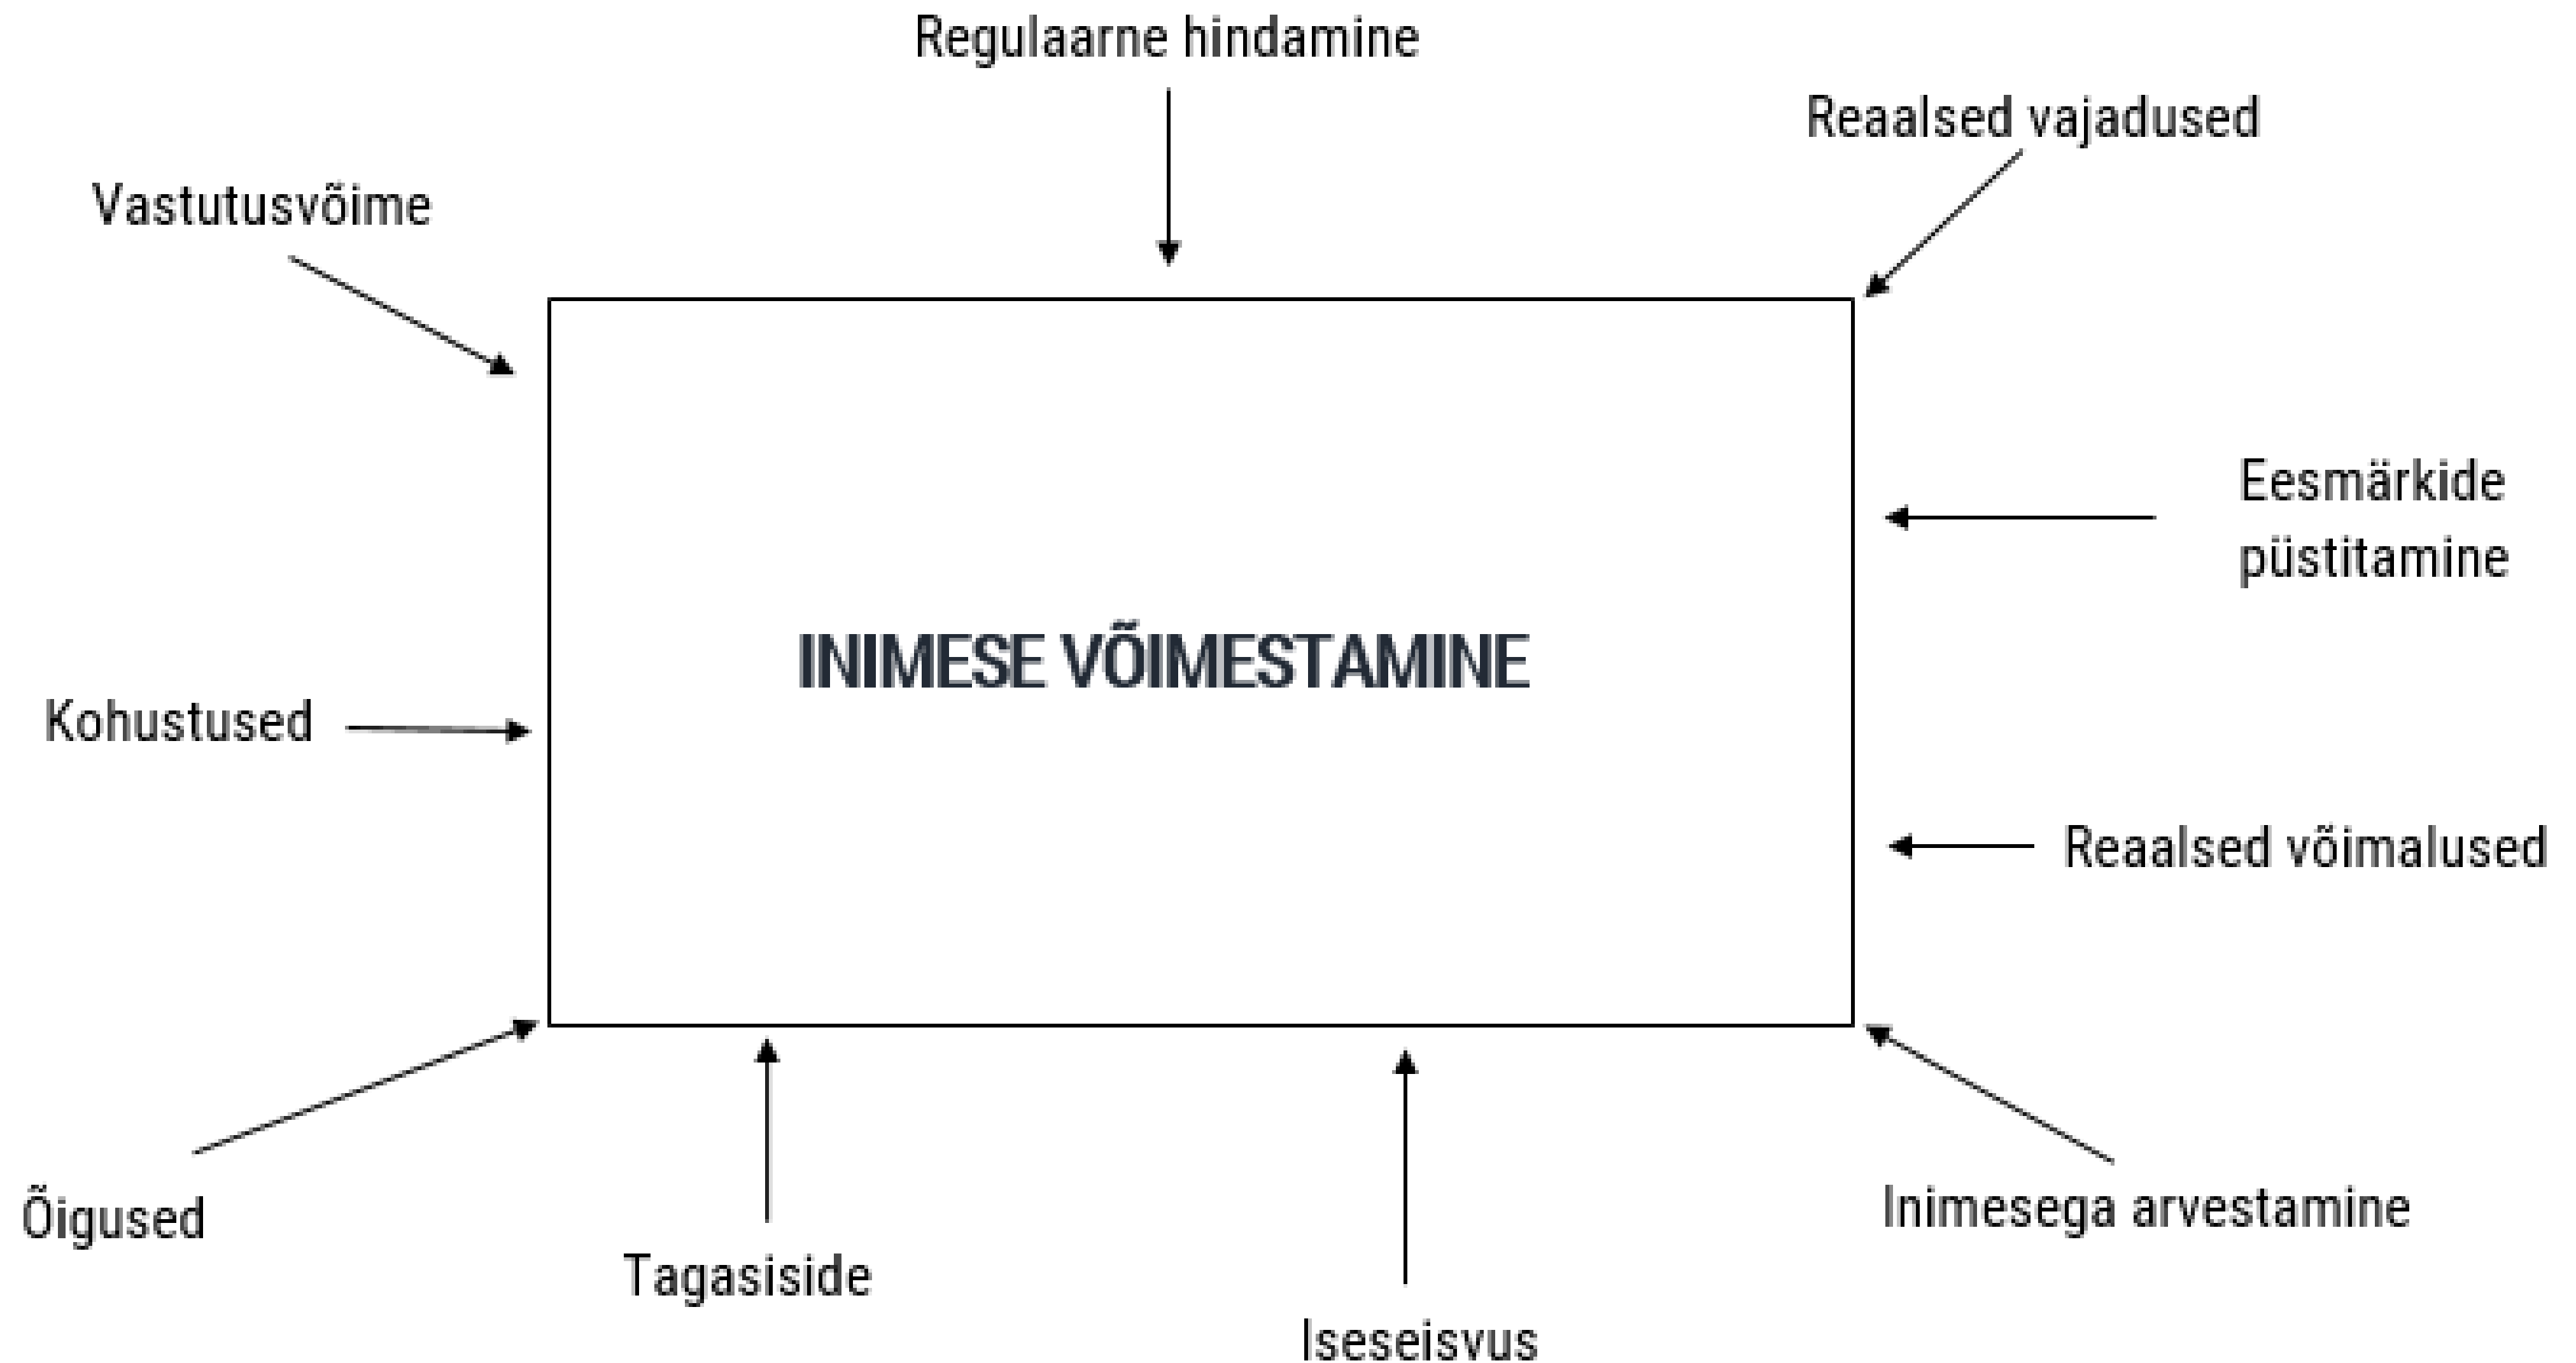 Regulaarne hindamine
Reaalsed vajadused
Vastutusvõime
Eesmärkide
püstitamine
INIMESE VÕIMESTAMINE
Kohustused
Reaalsed võimalused
Õigused
Inimesega arvestamine
Tagasiside
Iseseisvus